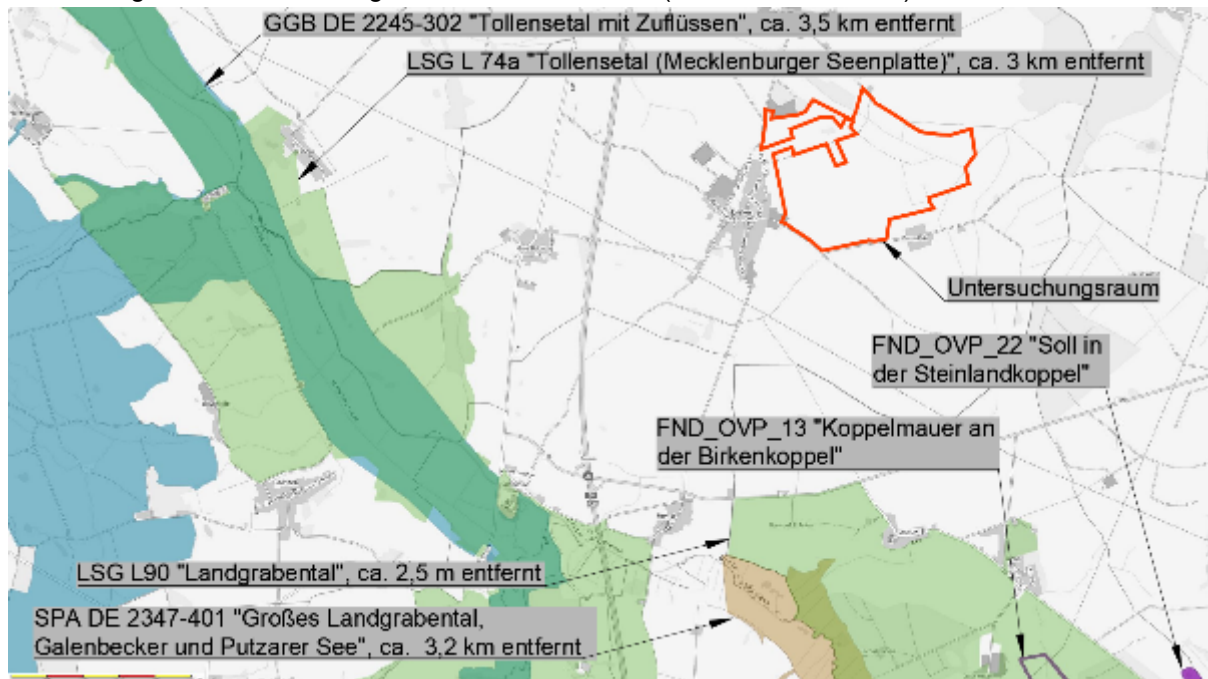 GGB DE 2245-302 "Tollensetal mit Zuflüssen", ca. 3,5 km entfernt
LSG L 74a "Tollensetal (Mecklenburger Seenplatte)", ca. 3 km entfernt
Untersuchungsraum
FND_OVP_22 "Soll in
der Steinlandkoppel"
FND_OVP_13 "Koppelmauer an
der Birkenkoppel"
LSG L90 "Landgrabental", ca. 2,5 m entfernt
SPA DE 2347-401 "Großes Landgrabental,
Galenbecker und Putzarer See", ca. 3,2 km entfernt